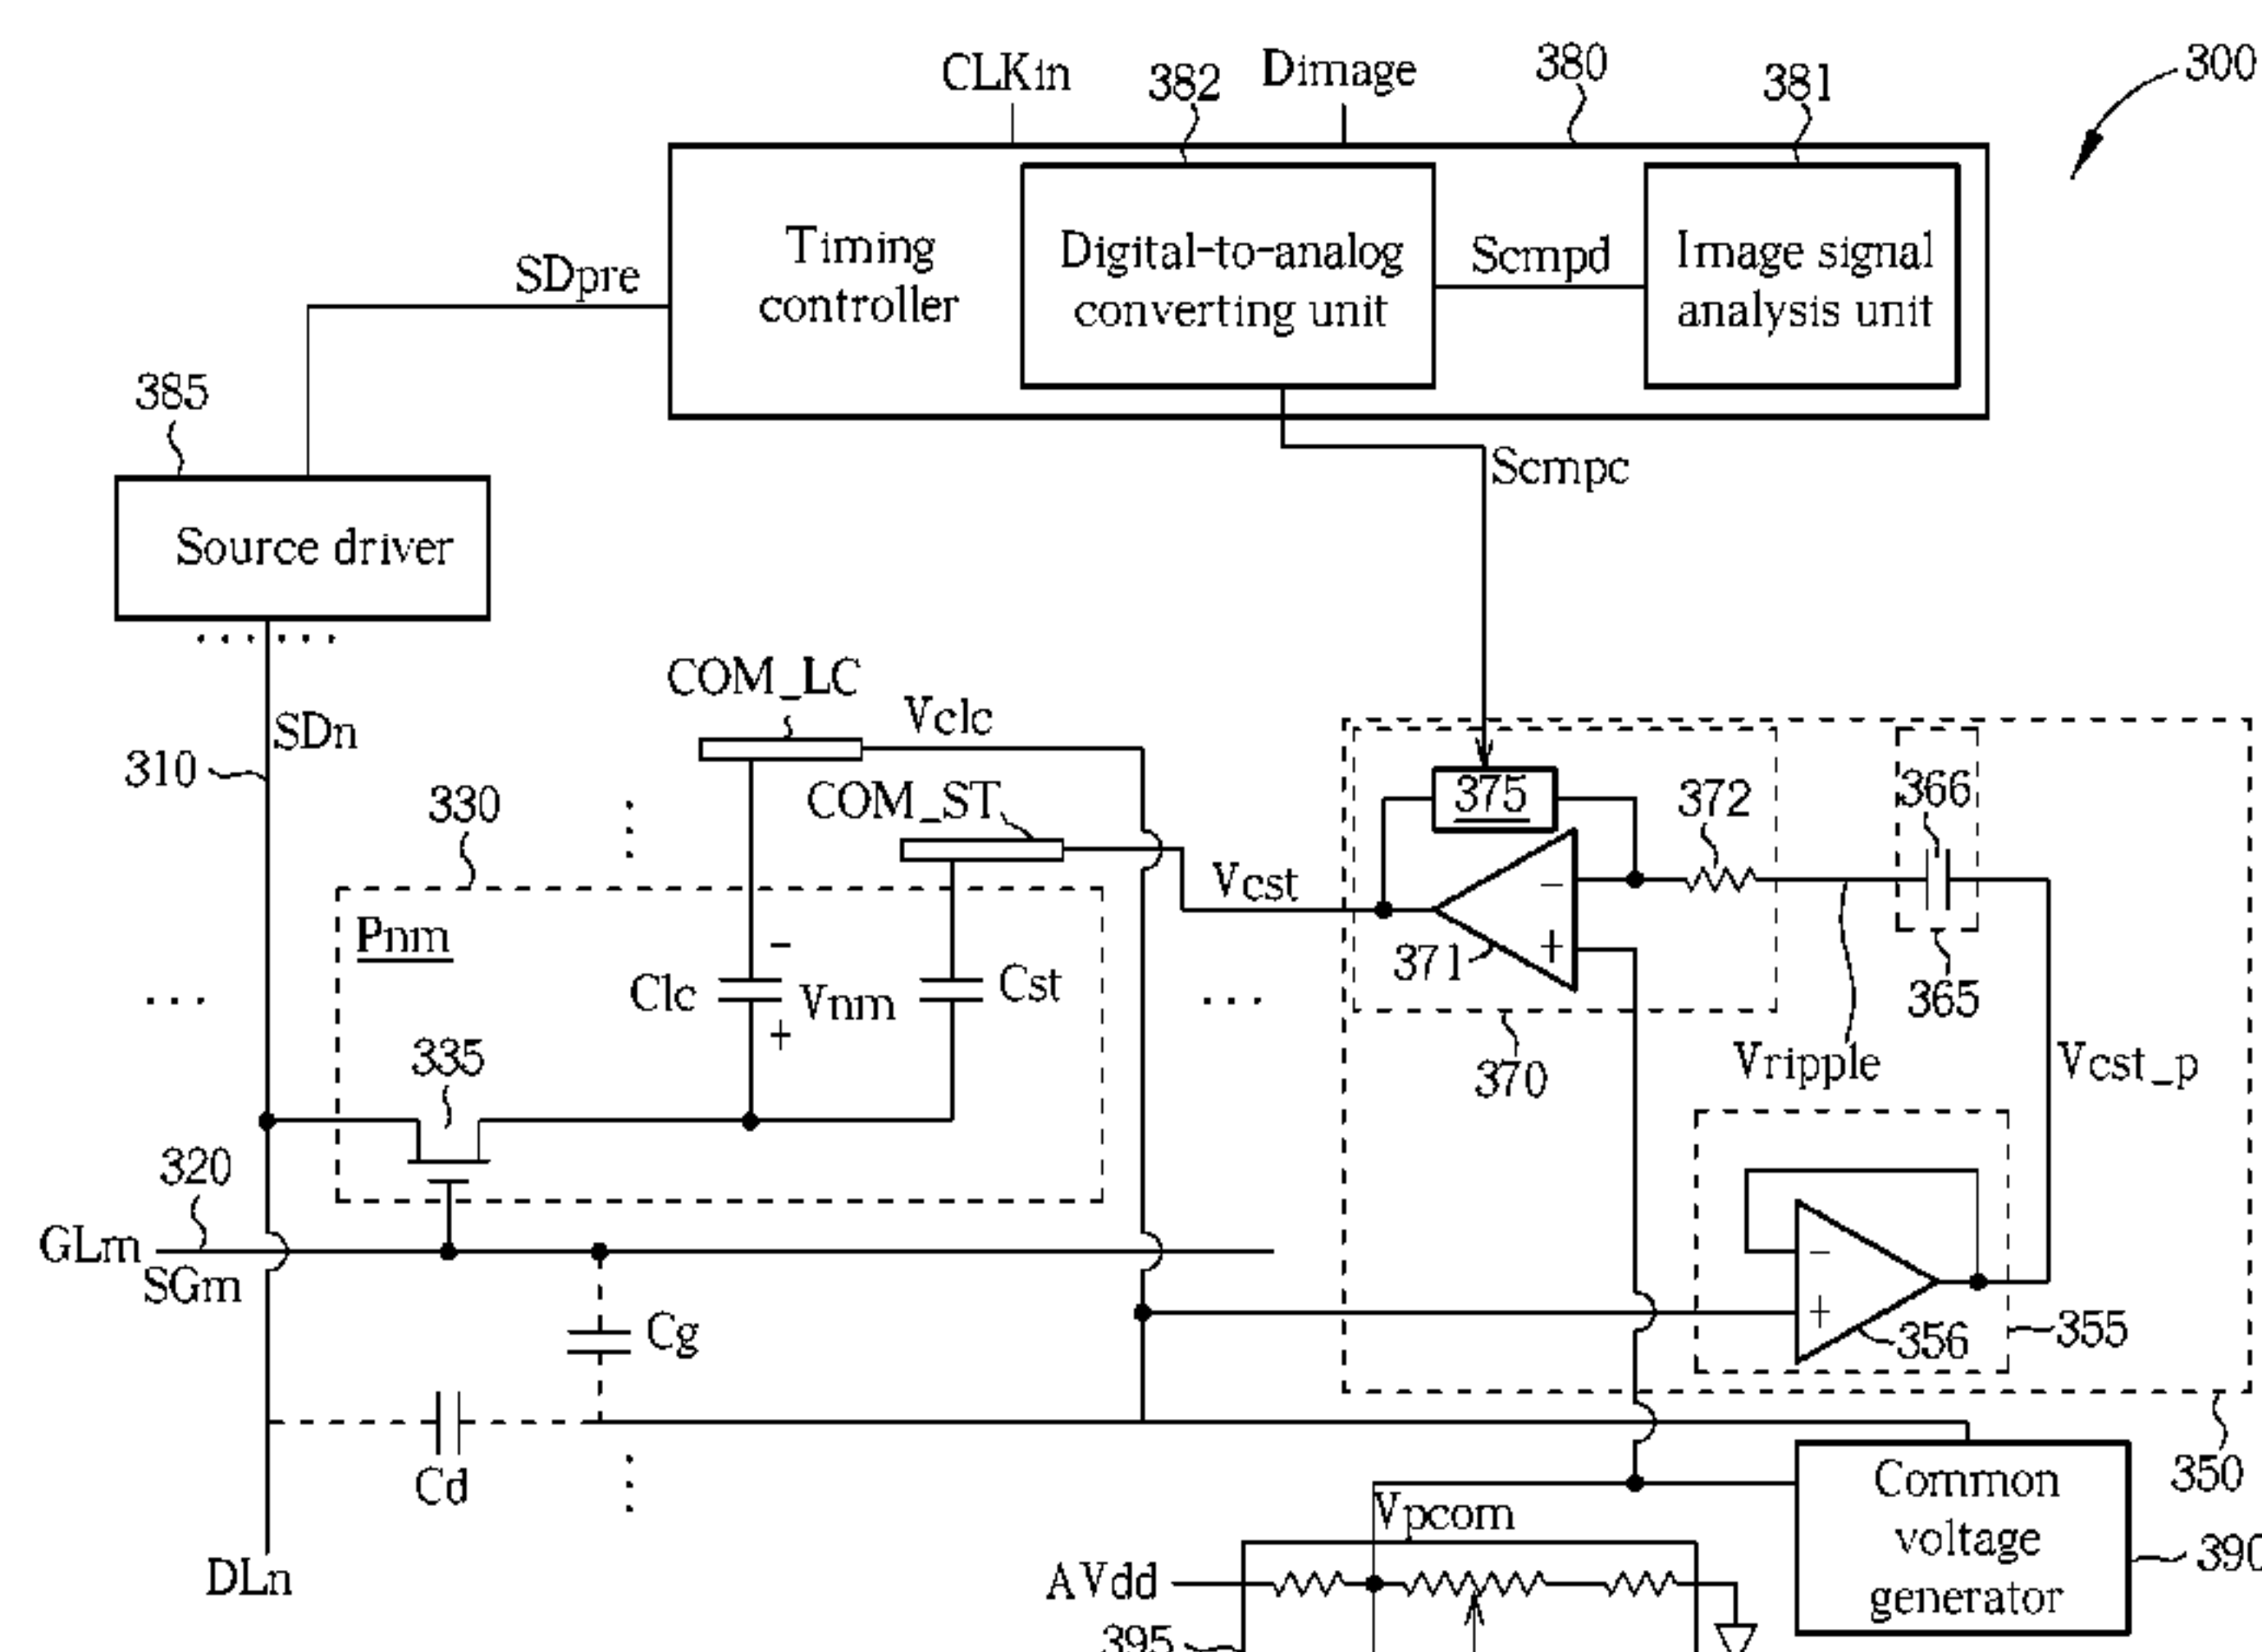 300
CLKin
382
Dimage
380
381
Timing
controller
Digital-to-analog
converting unit
Scmpd
Image signal
analysis unit
SDpre
385
Source driver
Scmpc
SDn
310
COM_LC
Vclc
COM_ST
330
375
372
366
Vcst
Pnm
−
+
371
Clc
−
Vnm
+
Cst
365
335
370
Vripple
Vcst_p
320
GLm
SGm
−
+
356
355
Cg
Cd
350
Common
voltage
generator
390
Vpcom
DLn
AVdd
395
...